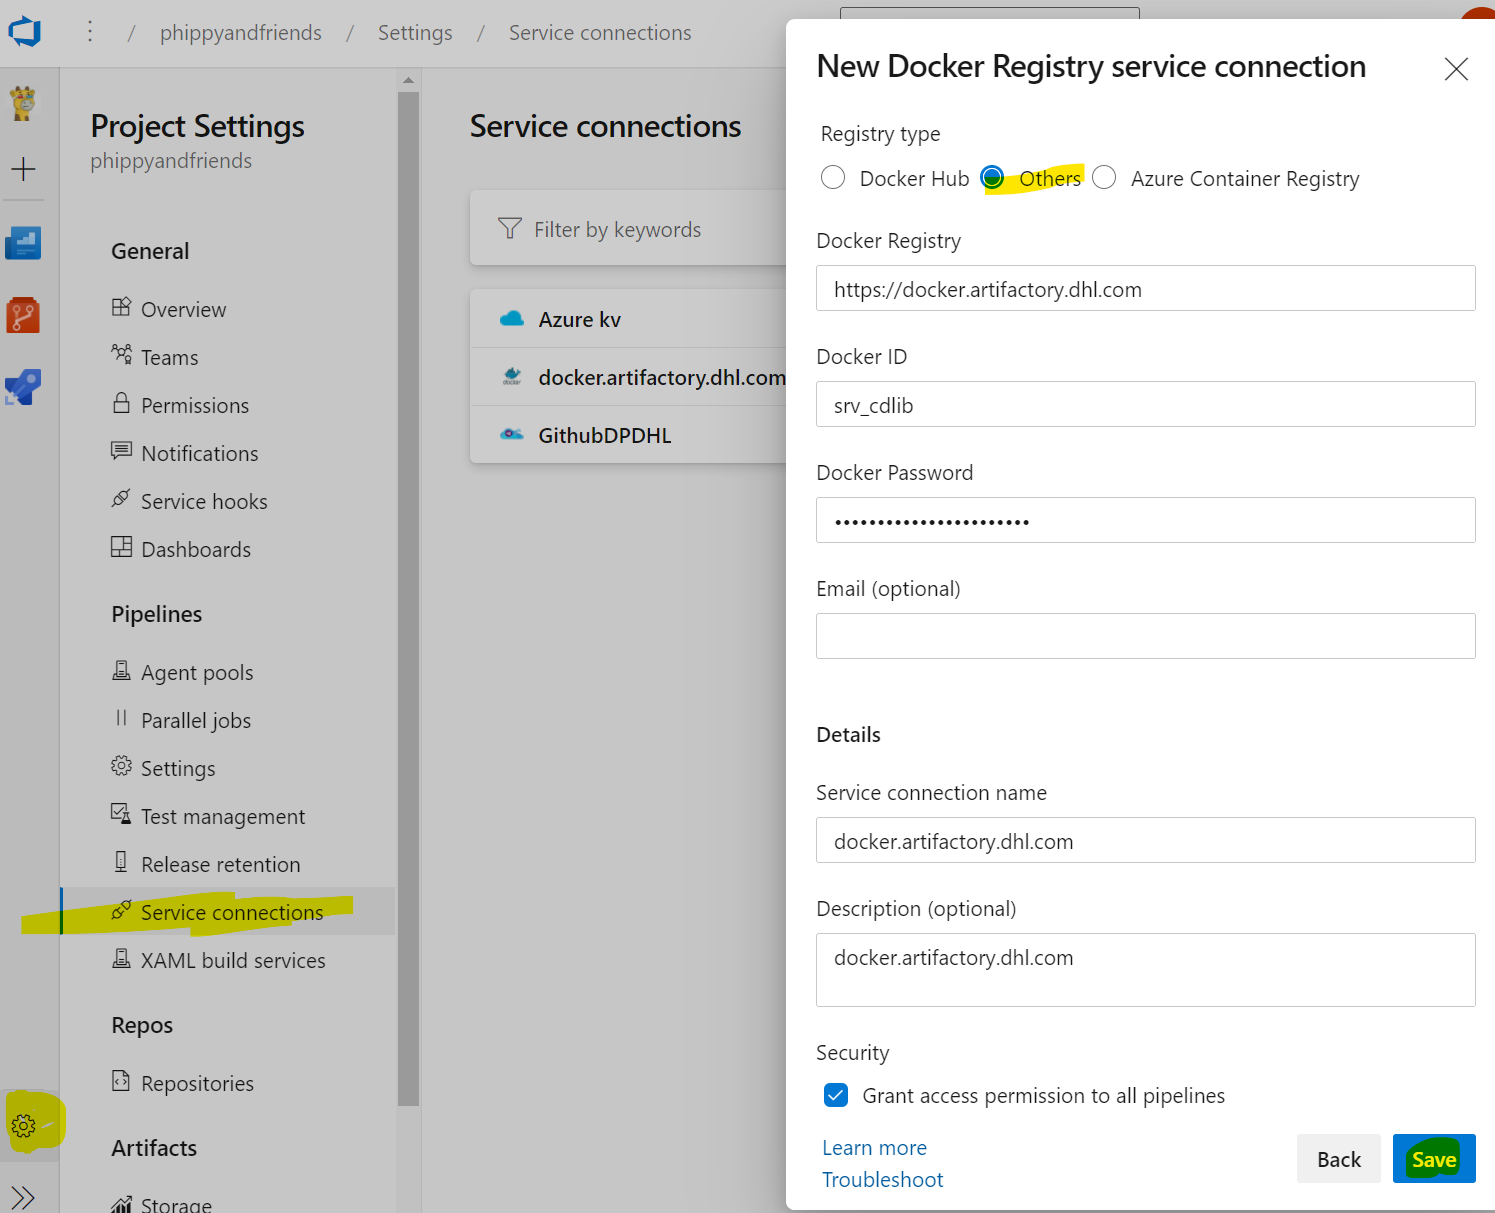 phippyandfriends / Settings / Service connections
Project Settings
phippyandfriends
General
Overview
Teams
Permissions
Notifications
Service hooks
Dashboards
Pipelines
Agent pools
Parallel jobs
Settings
Test management
Release retention
Service connections
XAML build services
Repos
Repositories
Artifacts
Storage
Service connections
Filter by keywords
Azure kv
docker.artifactory.dhl.com
GithubDPDHL
New Docker Registry service connection
Registry type
Docker Hub Others Azure Container Registry
Docker Registry
https://docker.artifactory.dhl.com
Docker ID
srv_cdlib
Docker Password
•••••••••••••••••••••••
Email (optional)
Details
Service connection name
docker.artifactory.dhl.com
Description (optional)
docker.artifactory.dhl.com
Security
Grant access permission to all pipelines
Learn more
Troubleshoot
Back Save